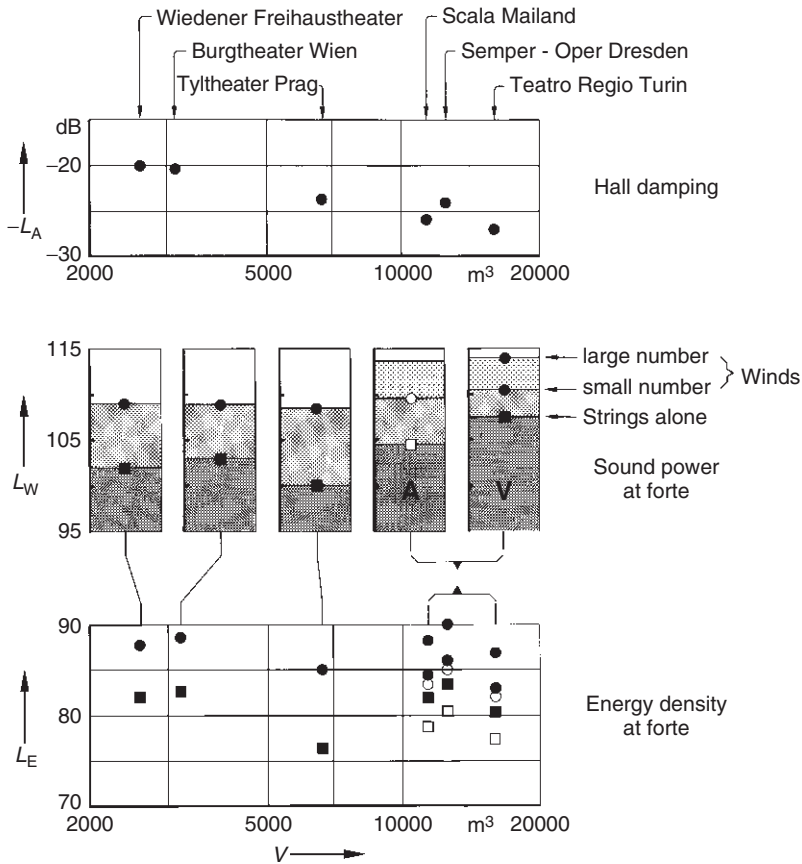 Wiedener Freihaustheater
Scala Mailand
Burgtheater Wien
Semper - Oper Dresden
Tyltheater Prag
Teatro Regio Turin
dB
–20
–L_A
–30
Hall damping
2000 5000 10000 m³ 20000
115
105
95
L_W
A V
large number
small number
Winds
Strings alone
Sound power
at forte
90
80
70
L_E
Energy density
at forte
2000 5000 10000 m³ 20000
V